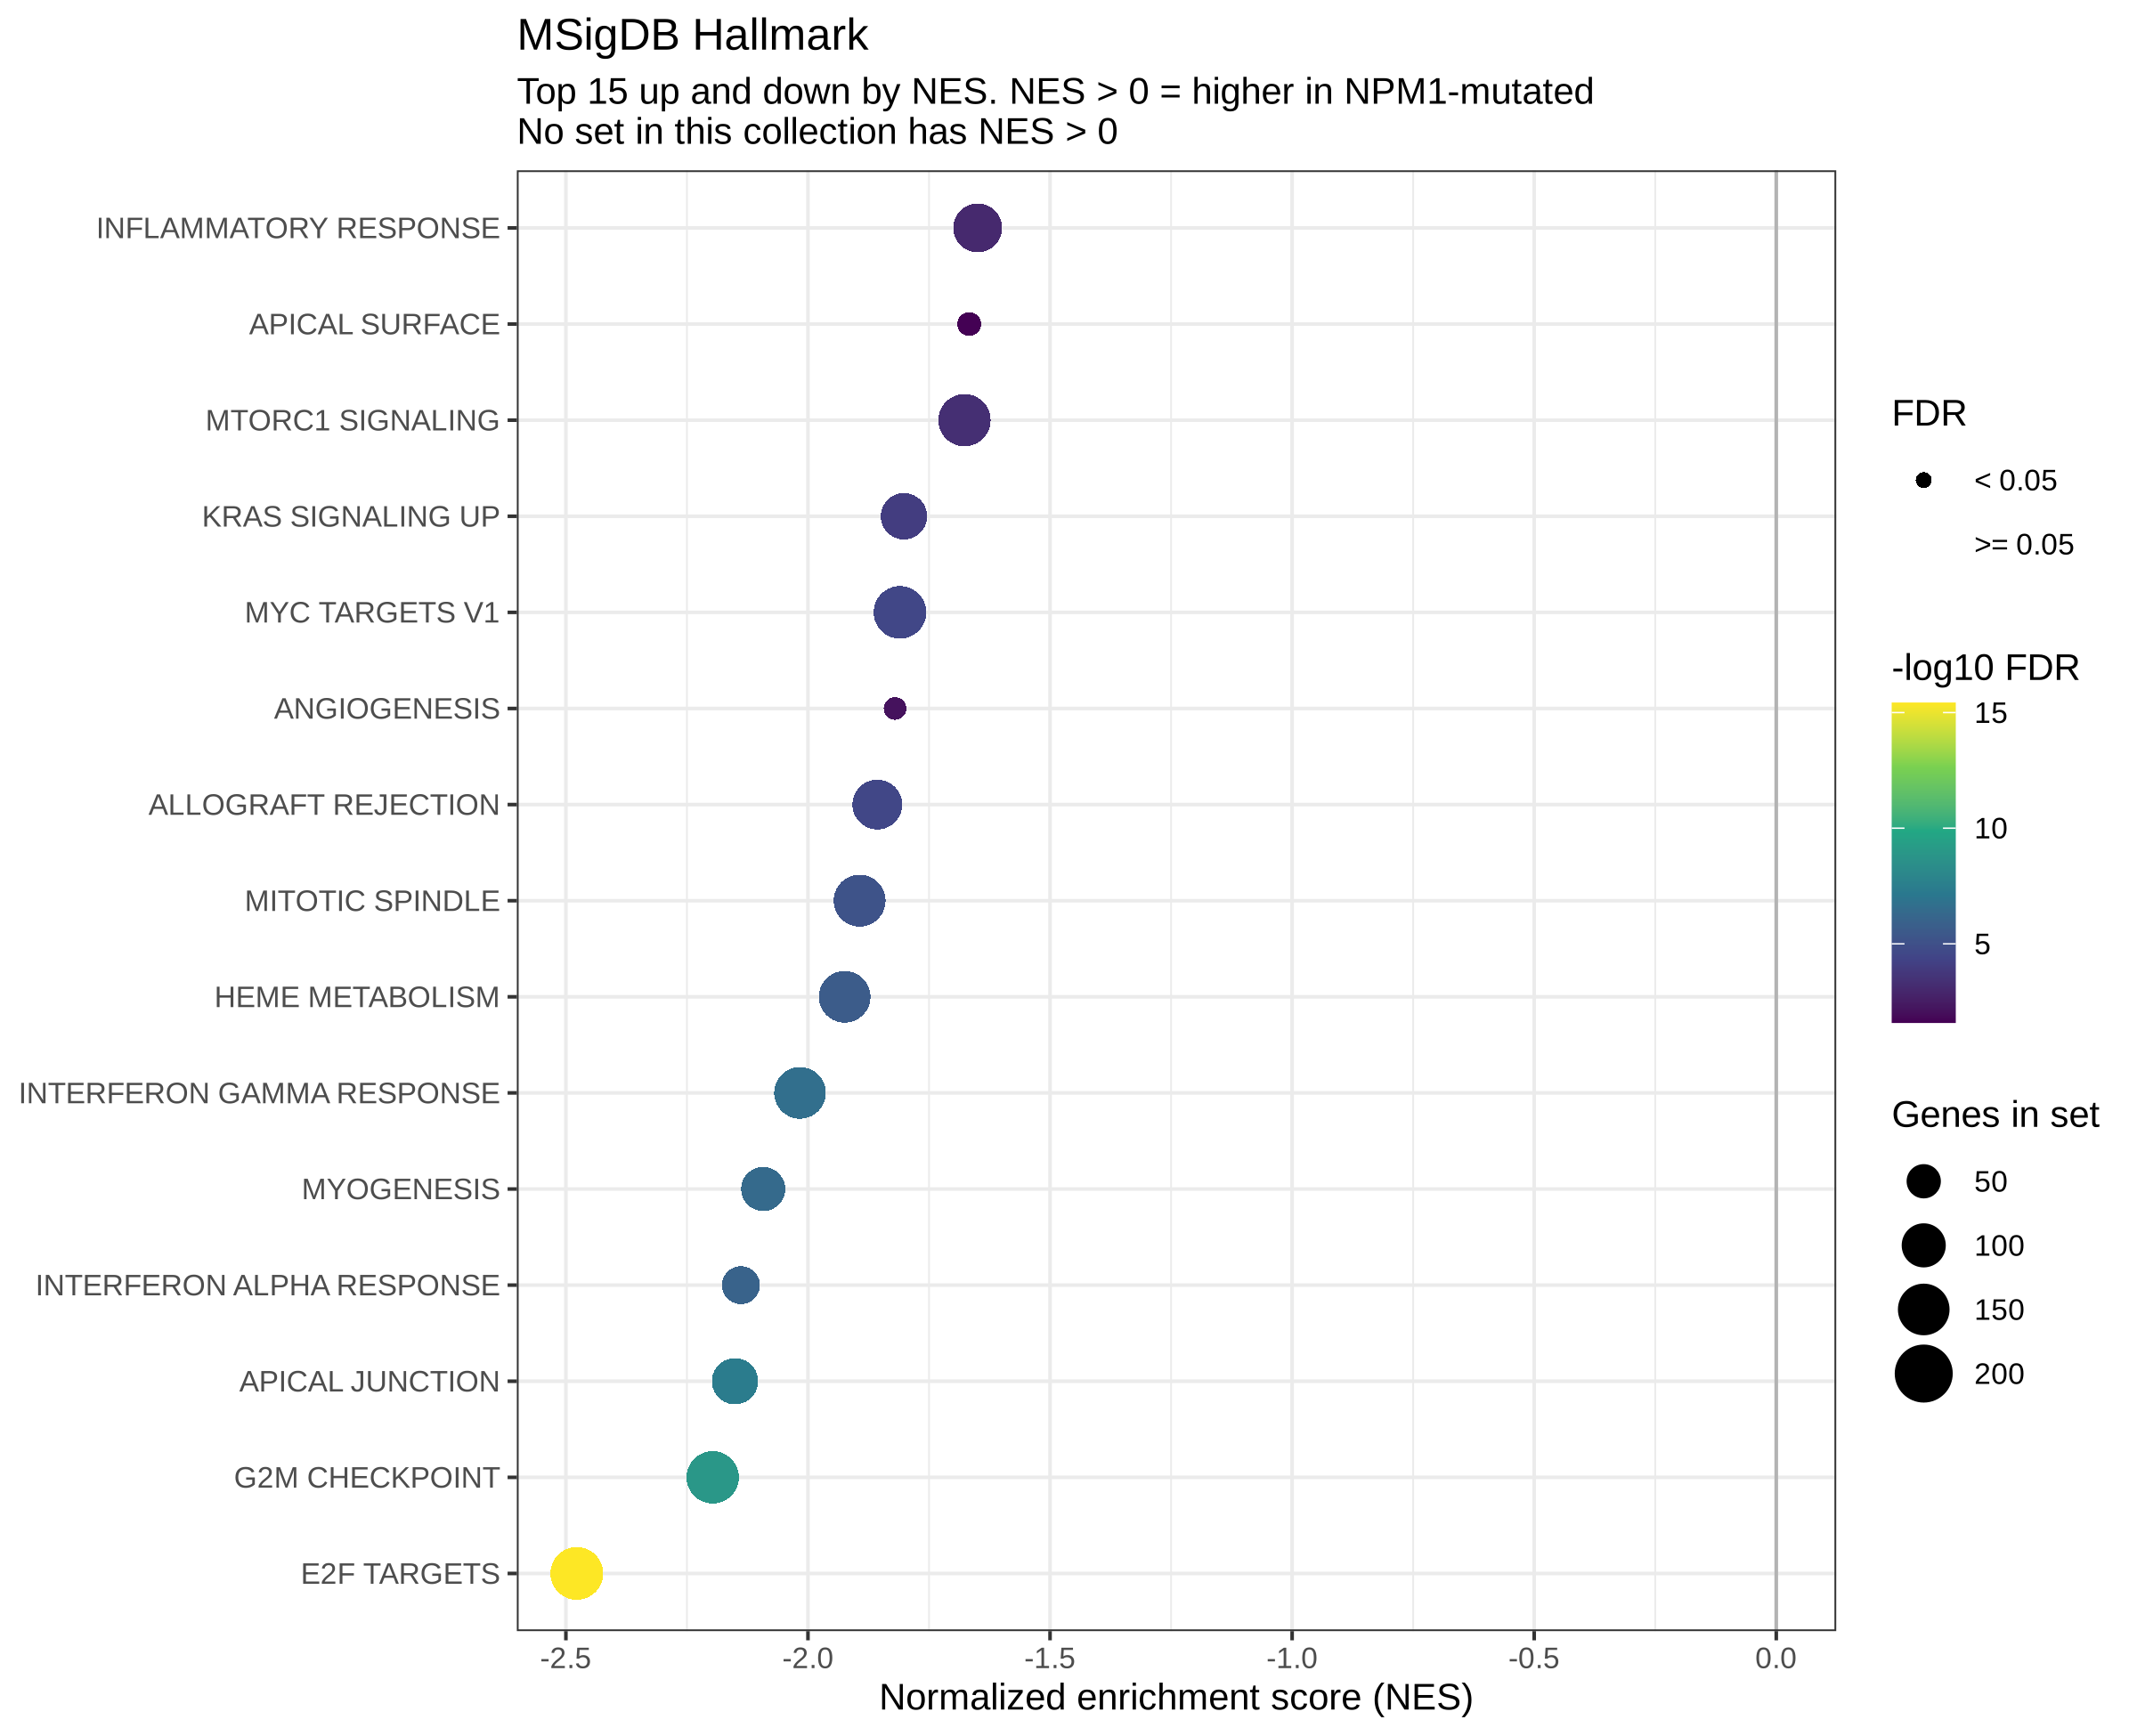 MSigDB Hallmark
Top 15 up and down by NES. NES > 0 = higher in NPM1-mutated
No set in this collection has NES > 0
INFLAMMATORY RESPONSE
APICAL SURFACE
MTORC1 SIGNALING
KRAS SIGNALING UP
MYC TARGETS V1
ANGIOGENESIS
ALLOGRAFT REJECTION
MITOTIC SPINDLE
HEME METABOLISM
INTERFERON GAMMA RESPONSE
MYOGENESIS
INTERFERON ALPHA RESPONSE
APICAL JUNCTION
G2M CHECKPOINT
E2F TARGETS
-2.5 -2.0 -1.5 -1.0 -0.5 0.0
Normalized enrichment score (NES)
FDR
< 0.05
>= 0.05
-log10 FDR
15
10
5
Genes in set
50
100
150
200